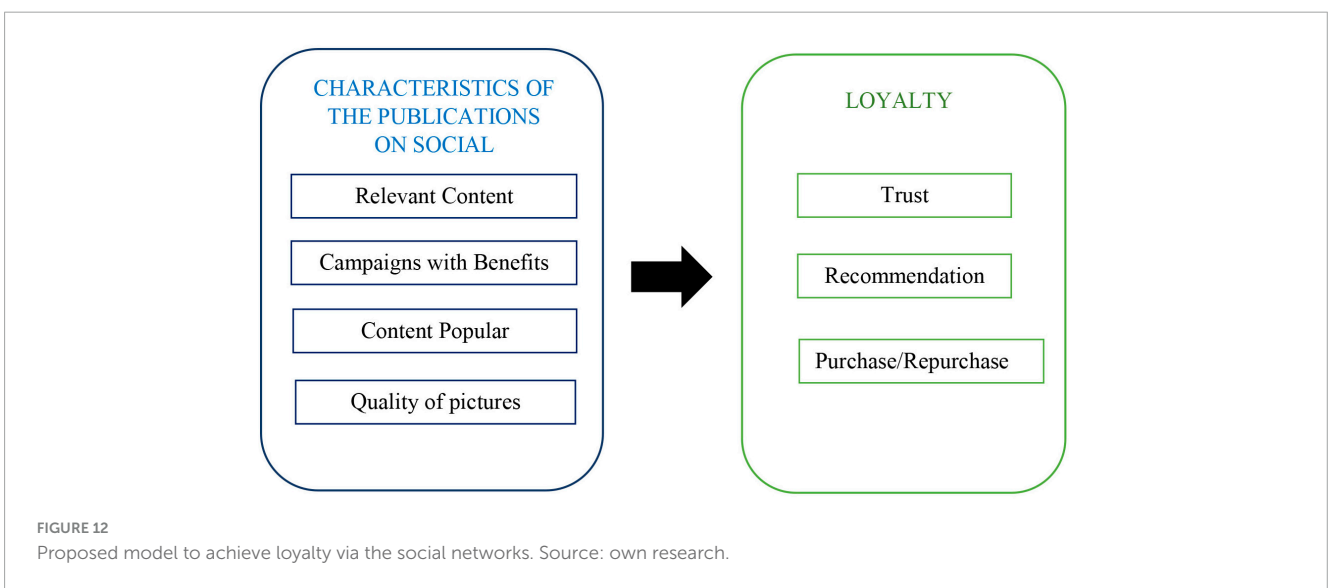 CHARACTERISTICS OF
THE PUBLICATIONS
ON SOCIAL
Relevant Content
Campaigns with Benefits
Content Popular
Quality of pictures
LOYALTY
Trust
Recommendation
Purchase/Repurchase
FIGURE 12
Proposed model to achieve loyalty via the social networks. Source: own research.